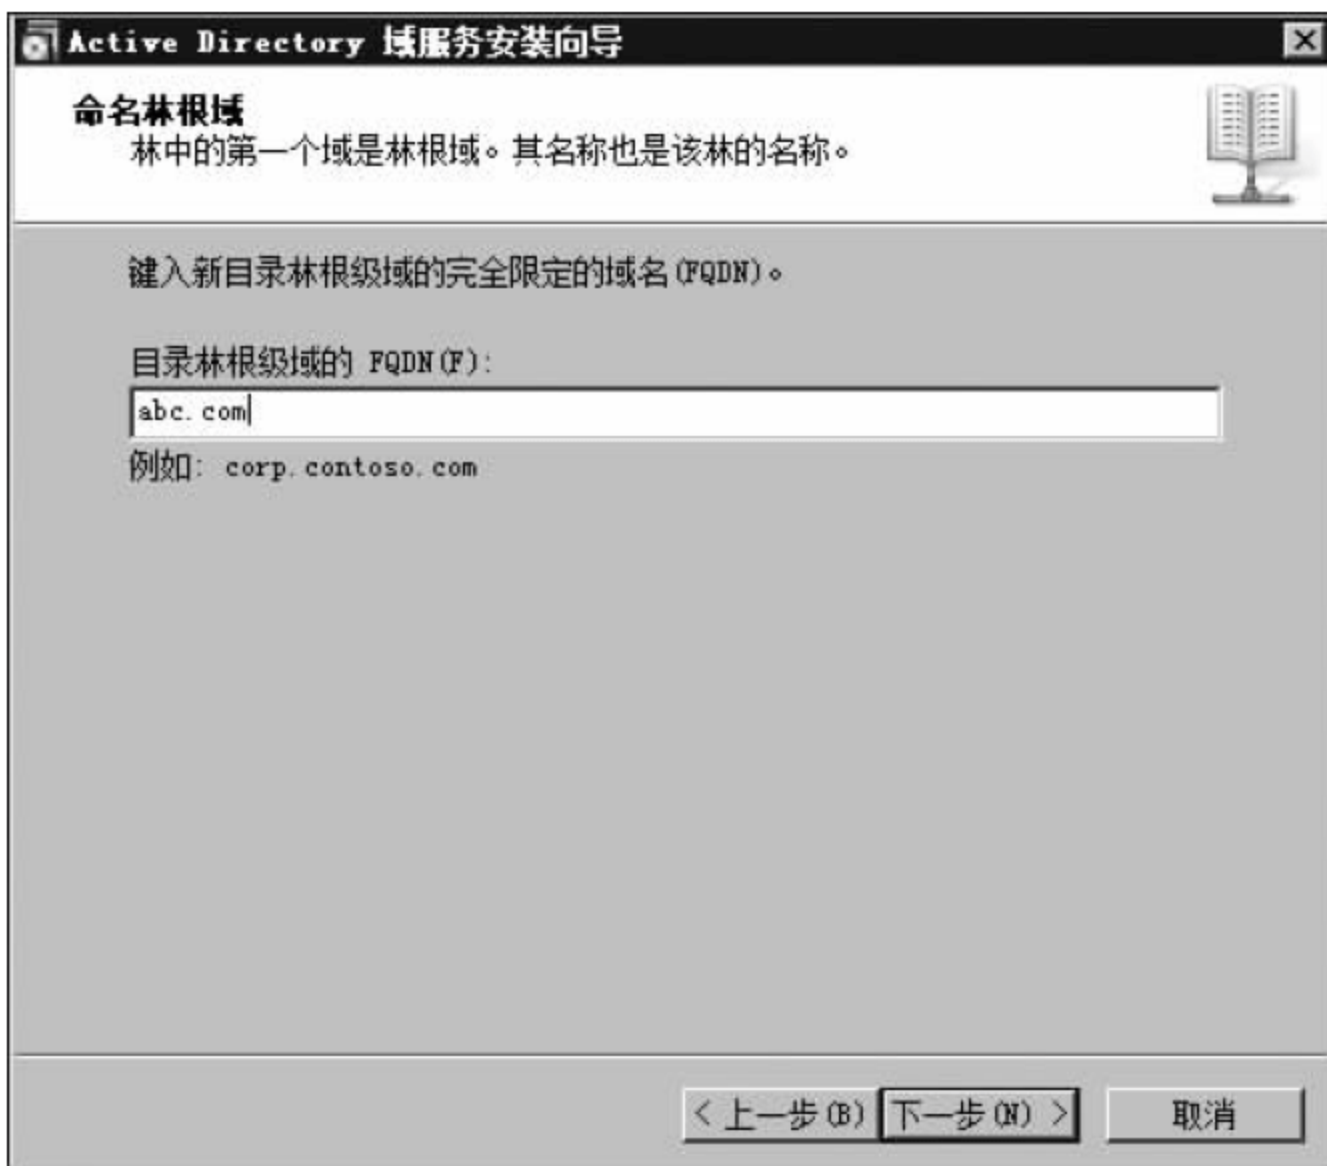 Active Directory 域服务安装向导
命名林根域
林中的第一个域是林根域。其名称也是该林的名称。
键入新目录林根级域的完全限定的域名(FQDN)。
目录林根级域的 FQDN(F):
abc.com
例如: corp.contoso.com
< 上一步(B) 下一步(N) > 取消